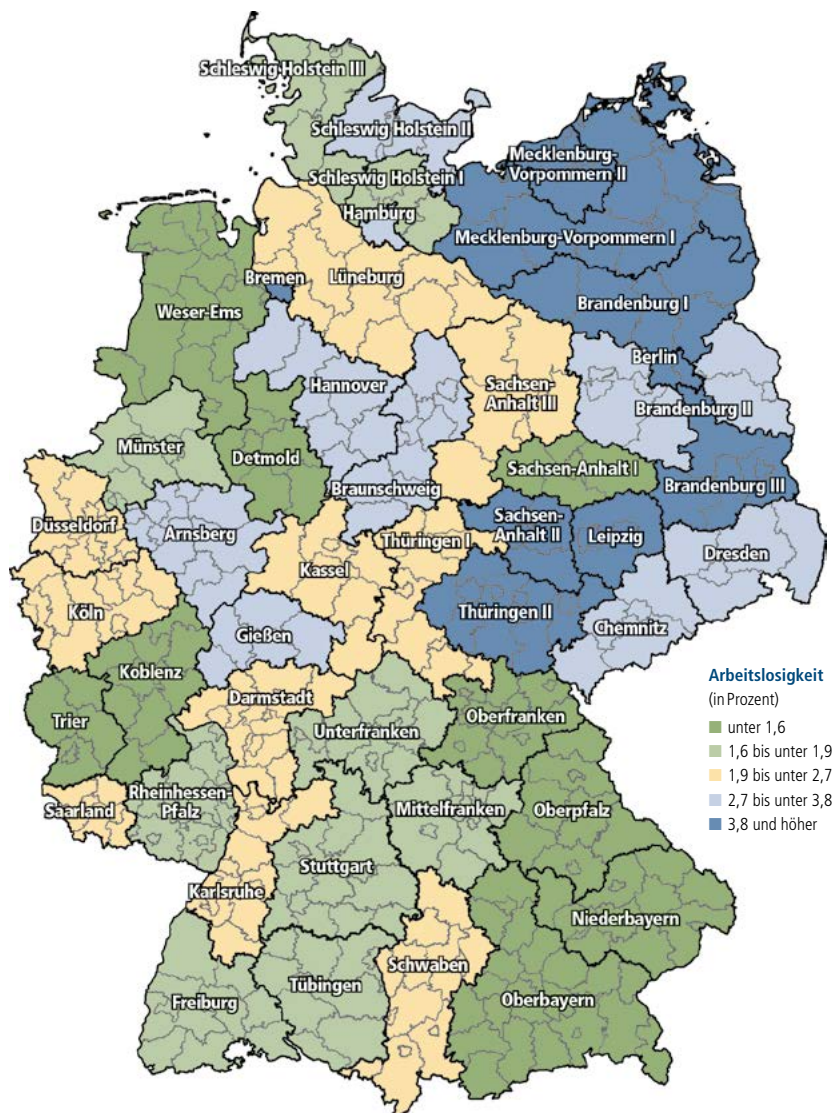 Schleswig Holstein III
Schleswig Holstein II
Mecklenburg-
Vorpommern II
Schleswig Holstein I
Hamburg
Mecklenburg-Vorpommern I
Bremen
Lüneburg
Weser-Ems
Brandenburg I
Berlin
Hannover
Sachsen-
Anhalt III
Brandenburg II
Münster
Detmold
Sachsen-Anhalt I
Braunschweig
Brandenburg III
Düsseldorf
Arnsberg
Thüringen I
Sachsen-
Anhalt II
Leipzig
Dresden
Kassel
Köln
Thüringen II
Chemnitz
Gießen
Koblenz
Darmstadt
Trier
Unterfranken
Oberfranken
Saarland
Rheinhessen-
Pfalz
Mittelfranken
Oberpfalz
Stuttgart
Karlsruhe
Niederbayern
Schwaben
Tübingen
Freiburg
Oberbayern
Arbeitslosigkeit
(in Prozent)
unter 1,6
1,6 bis unter 1,9
1,9 bis unter 2,7
2,7 bis unter 3,8
3,8 und höher